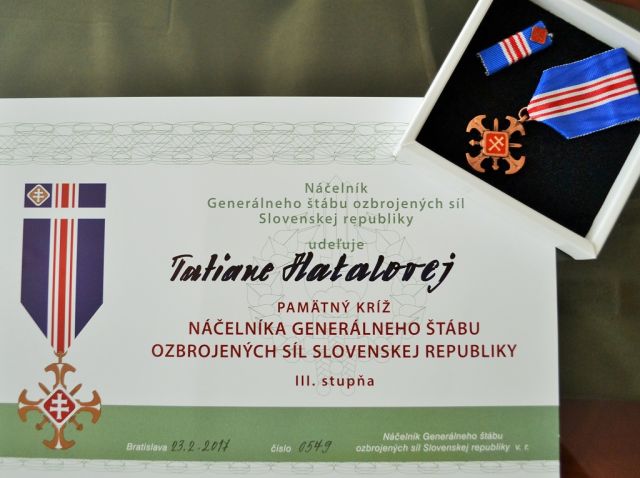 Náčelník
Generálneho štábu ozbrojených síl
Slovenskej republiky
udeľuje
Tatiane Hatalovej
PAMÄTNÝ KRÍŽ
NÁČELNÍKA GENERÁLNEHO ŠTÁBU
OZBROJENÝCH SÍL SLOVENSKEJ REPUBLIKY
III. stupňa
Bratislava 23.2.2017 číslo 0549
Náčelník Generálneho štábu
ozbrojených síl Slovenskej republiky v. r.